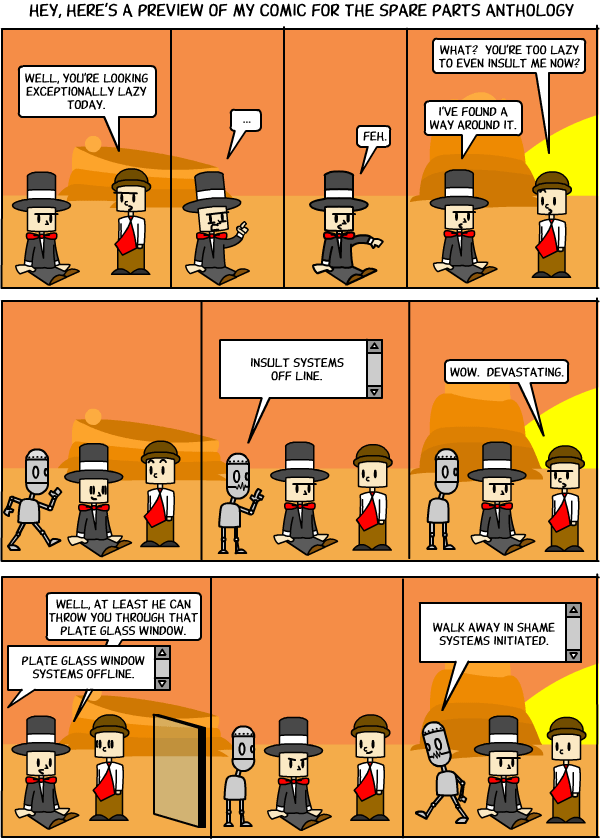 HEY, HERE'S A PREVIEW OF MY COMIC FOR THE SPARE PARTS ANTHOLOGY
WELL, YOU'RE LOOKING
EXCEPTIONALLY LAZY
TODAY.
...
FEH.
I'VE FOUND A
WAY AROUND IT.
WHAT? YOU'RE TOO LAZY
TO EVEN INSULT ME NOW?
INSULT SYSTEMS
OFF LINE.
WOW. DEVASTATING.
WELL, AT LEAST HE CAN
THROW YOU THROUGH THAT
PLATE GLASS WINDOW.
PLATE GLASS WINDOW
SYSTEMS OFFLINE.
WALK AWAY IN SHAME
SYSTEMS INITIATED.